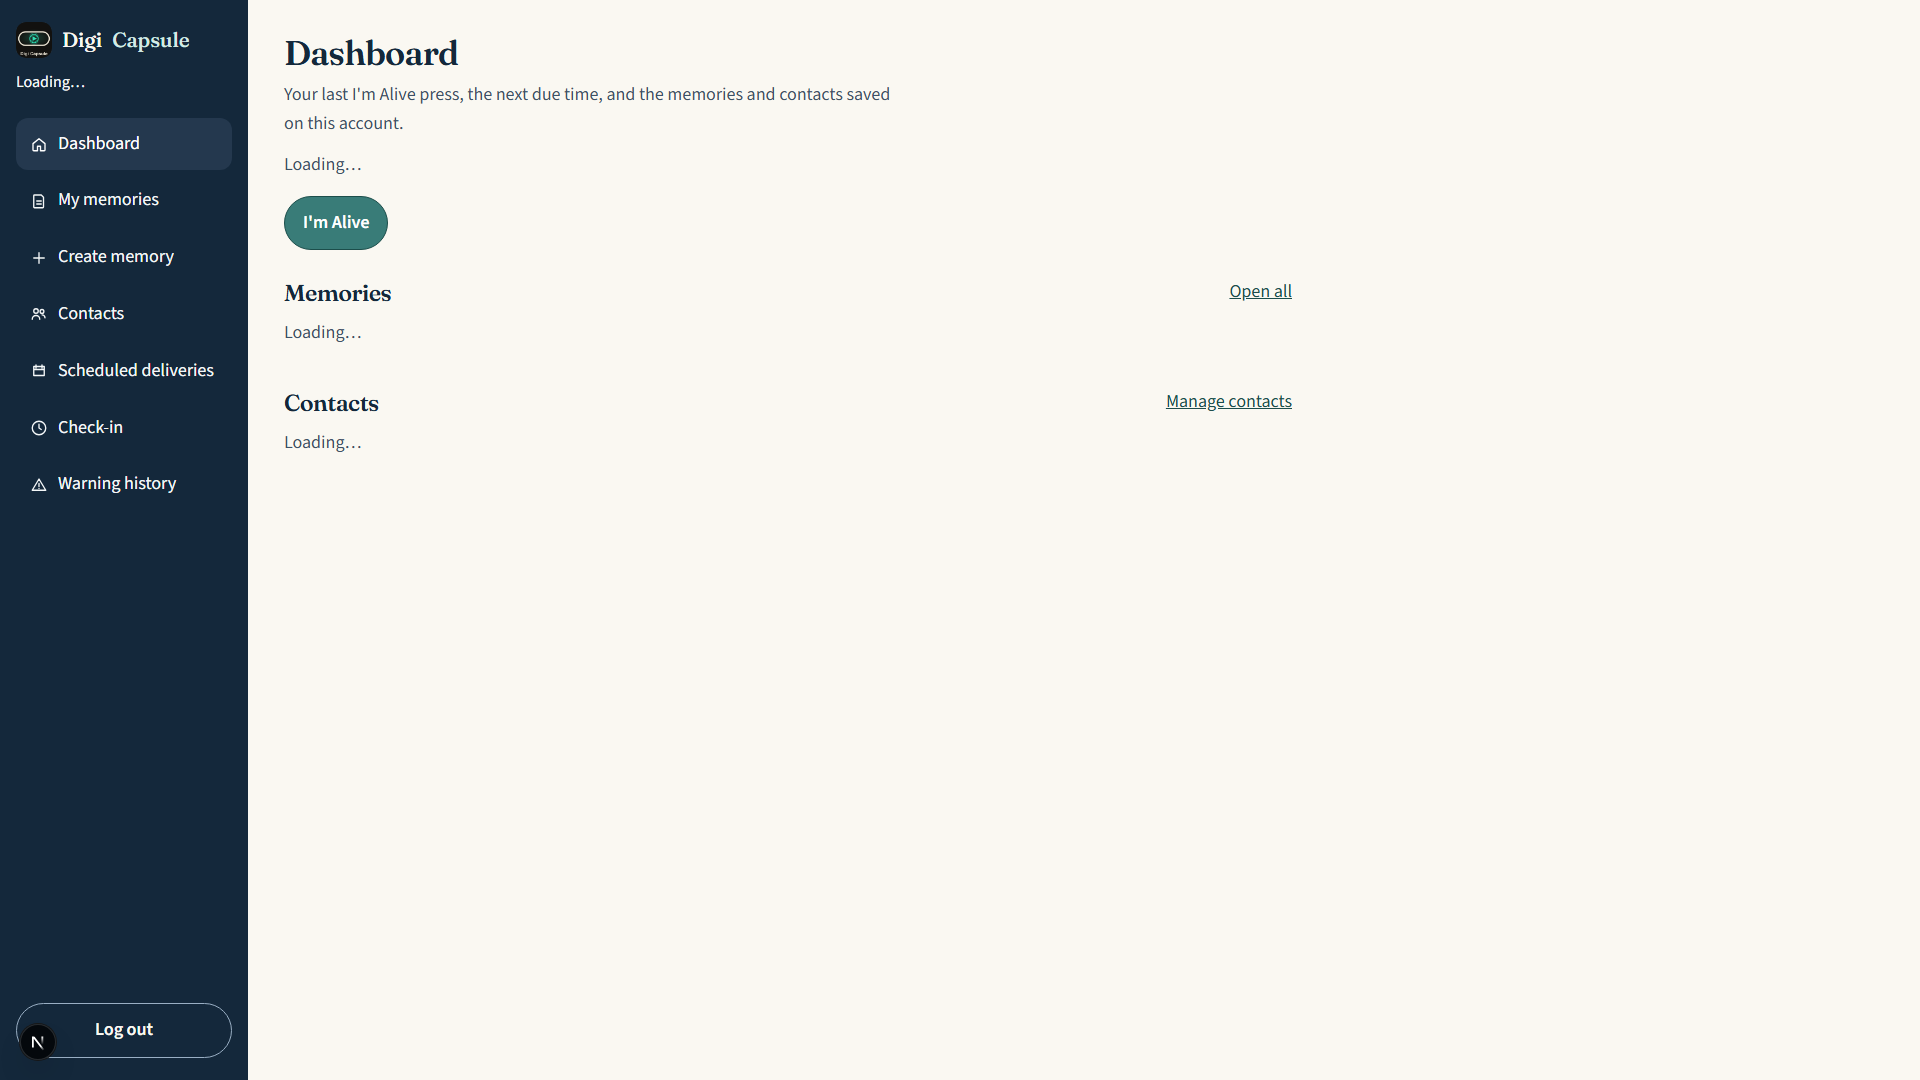 Digi Capsule
Loading…
Dashboard
My memories
Create memory
Contacts
Scheduled deliveries
Check-in
Warning history
Log out
N
Dashboard
Your last I'm Alive press, the next due time, and the memories and contacts saved
on this account.
Loading…
I'm Alive
Memories
Open all
Loading…
Contacts
Manage contacts
Loading…